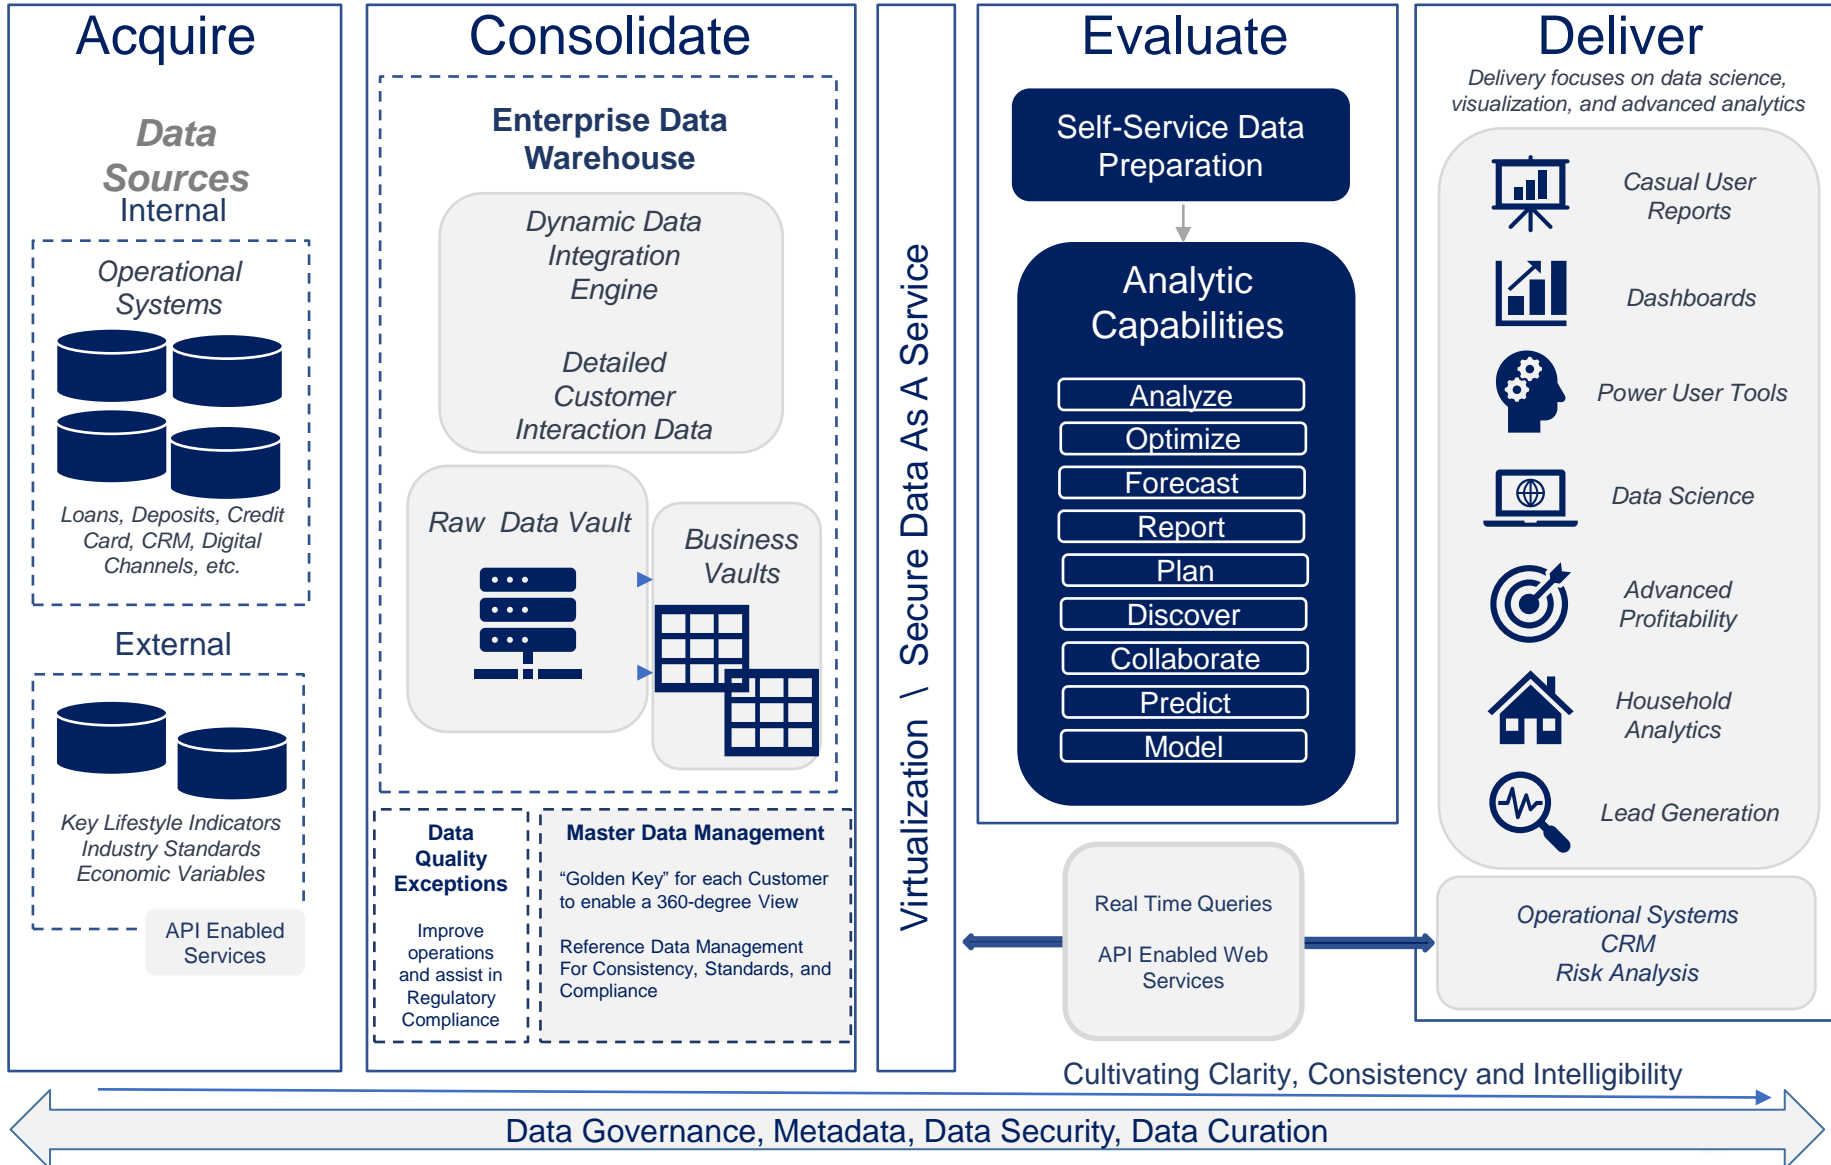 Acquire
Data
Sources
Internal
Operational
Systems
Loans, Deposits, Credit
Card, CRM, Digital
Channels, etc.
External
Key Lifestyle Indicators
Industry Standards
Economic Variables
API Enabled
Services
Consolidate
Enterprise Data
Warehouse
Dynamic Data
Integration
Engine
Detailed
Customer
Interaction Data
Raw Data Vault
Business
Vaults
Data
Quality
Exceptions
Improve
operations
and assist in
Regulatory
Compliance
Master Data Management
“Golden Key” for each Customer
to enable a 360-degree View
Reference Data Management
For Consistency, Standards, and
Compliance
Virtualization \ Secure Data As A Service
Evaluate
Self-Service Data
Preparation
Analytic
Capabilities
Analyze
Optimize
Forecast
Report
Plan
Discover
Collaborate
Predict
Model
Real Time Queries
API Enabled Web
Services
Deliver
Delivery focuses on data science,
visualization, and advanced analytics
Casual User
Reports
Dashboards
Power User Tools
Data Science
Advanced
Profitability
Household
Analytics
Lead Generation
Operational Systems
CRM
Risk Analysis
Cultivating Clarity, Consistency and Intelligibility
Data Governance, Metadata, Data Security, Data Curation